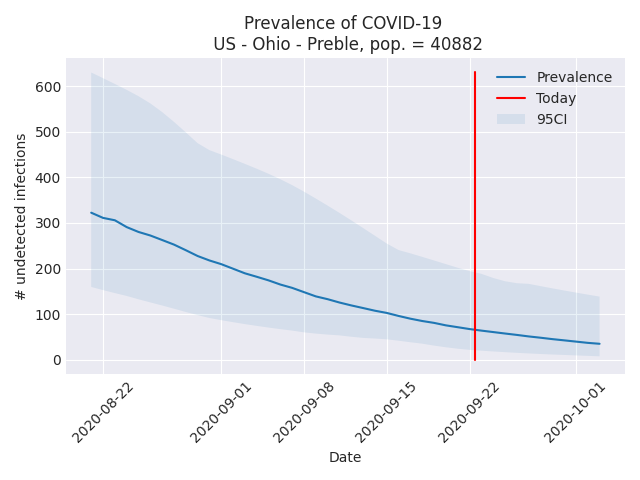 Prevalence of COVID-19
US - Ohio - Preble, pop. = 40882
Prevalence
Today
95CI
# undetected infections
600
500
400
300
200
100
0
2020-08-22
2020-09-01
2020-09-08
2020-09-15
2020-09-22
2020-10-01
Date